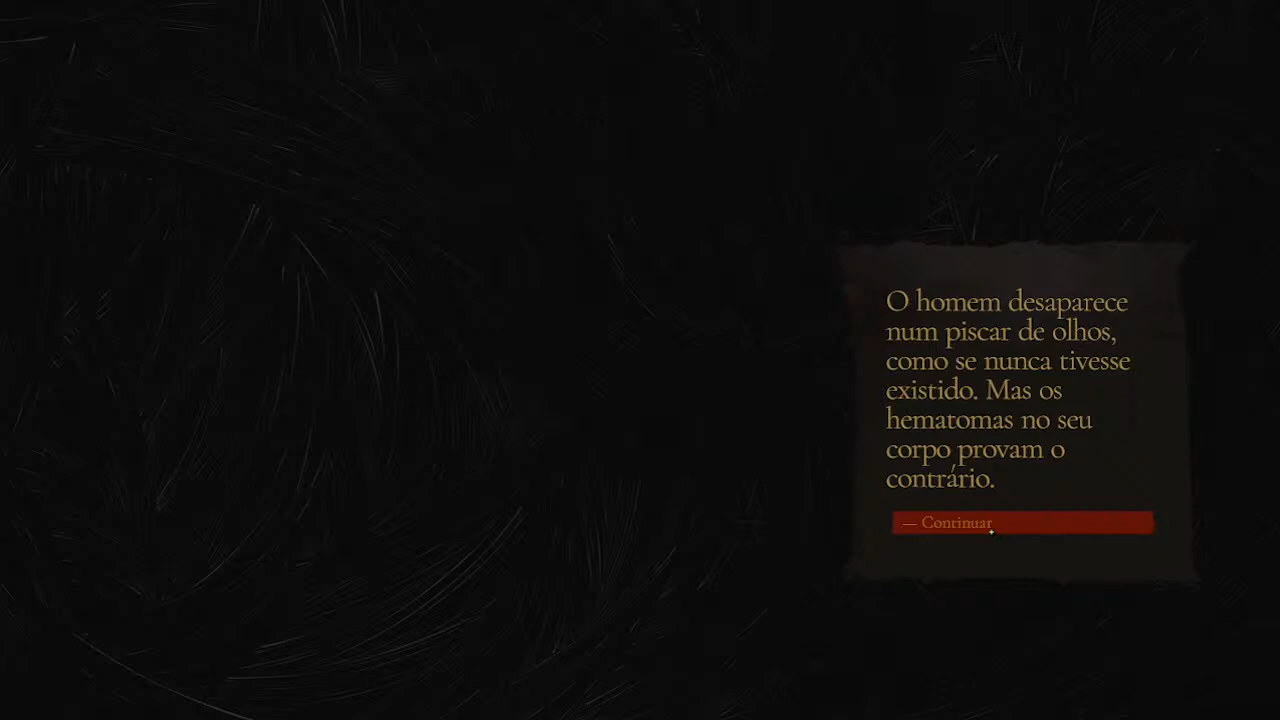 O homem desaparece
num piscar de olhos,
como se nunca tivesse
existido. Mas os
hematomas no seu
corpo provam o
contrário.
— Continuar